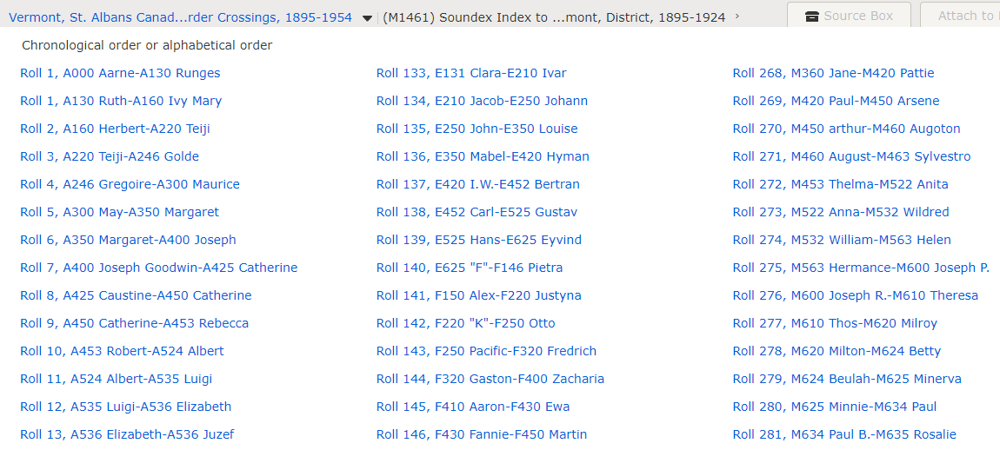 Vermont, St. Albans Canad...rder Crossings, 1895-1954 ▼ (M1461) Soundex Index to ...mont, District, 1895-1924 › Source Box Attach to
Chronological order or alphabetical order
Roll 1, A000 Aarne-A130 Runges
Roll 1, A130 Ruth-A160 Ivy Mary
Roll 2, A160 Herbert-A220 Teiji
Roll 3, A220 Teiji-A246 Golde
Roll 4, A246 Gregoire-A300 Maurice
Roll 5, A300 May-A350 Margaret
Roll 6, A350 Margaret-A400 Joseph
Roll 7, A400 Joseph Goodwin-A425 Catherine
Roll 8, A425 Caustine-A450 Catherine
Roll 9, A450 Catherine-A453 Rebecca
Roll 10, A453 Robert-A524 Albert
Roll 11, A524 Albert-A535 Luigi
Roll 12, A535 Luigi-A536 Elizabeth
Roll 13, A536 Elizabeth-A536 Juzef
Roll 133, E131 Clara-E210 Ivar
Roll 134, E210 Jacob-E250 Johann
Roll 135, E250 John-E350 Louise
Roll 136, E350 Mabel-E420 Hyman
Roll 137, E420 I.W.-E452 Bertran
Roll 138, E452 Carl-E525 Gustav
Roll 139, E525 Hans-E625 Eyvind
Roll 140, E625 "F"-F146 Pietra
Roll 141, F150 Alex-F220 Justyna
Roll 142, F220 "K"-F250 Otto
Roll 143, F250 Pacific-F320 Fredrich
Roll 144, F320 Gaston-F400 Zacharia
Roll 145, F410 Aaron-F430 Ewa
Roll 146, F430 Fannie-F450 Martin
Roll 268, M360 Jane-M420 Pattie
Roll 269, M420 Paul-M450 Arsene
Roll 270, M450 arthur-M460 Augoton
Roll 271, M460 August-M463 Sylvestro
Roll 272, M453 Thelma-M522 Anita
Roll 273, M522 Anna-M532 Wildred
Roll 274, M532 William-M563 Helen
Roll 275, M563 Hermance-M600 Joseph P.
Roll 276, M600 Joseph R.-M610 Theresa
Roll 277, M610 Thos-M620 Milroy
Roll 278, M620 Milton-M624 Betty
Roll 279, M624 Beulah-M625 Minerva
Roll 280, M625 Minnie-M634 Paul
Roll 281, M634 Paul B.-M635 Rosalie